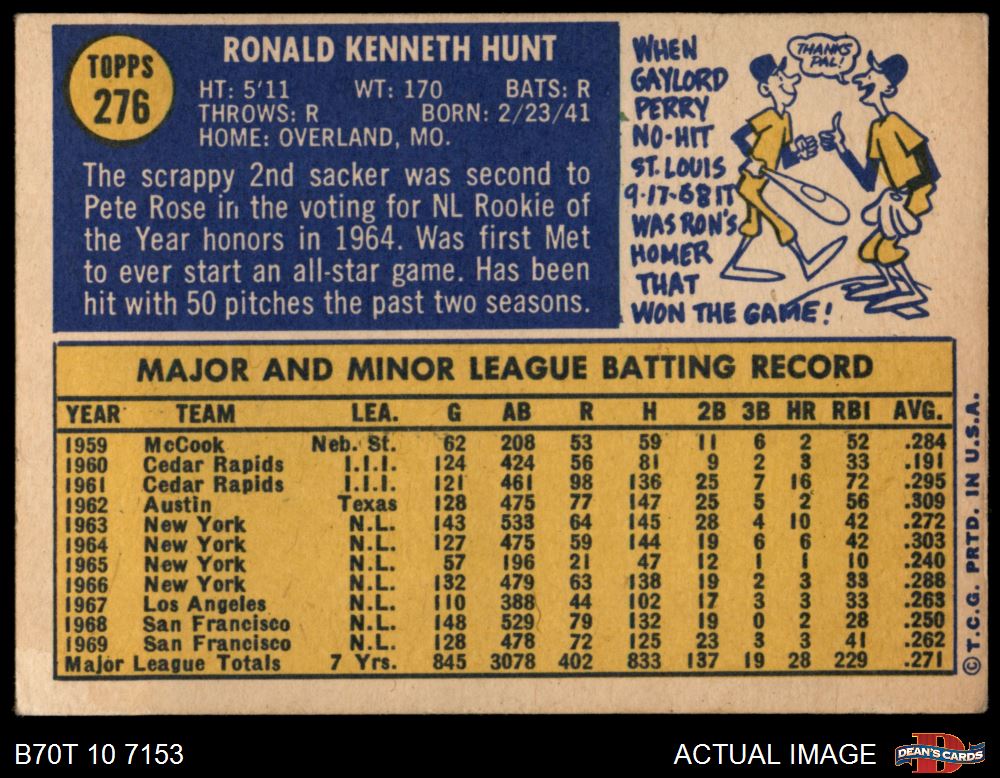 TOPPS
276
RONALD KENNETH HUNT
HT: 5'11 WT: 170 BATS: R
THROWS: R BORN: 2/23/41
HOME: OVERLAND, MO.
The scrappy 2nd sacker was second to
Pete Rose in the voting for NL Rookie of
the Year honors in 1964. Was first Met
to ever start an all-star game. Has been
hit with 50 pitches the past two seasons.
WHEN
GAYLORD
PERRY
NO-HIT
ST. LOUIS
9-17-68 IT
WAS RON'S
HOMER
THAT
WON THE GAME!
THANKS
PAL!
MAJOR AND MINOR LEAGUE BATTING RECORD
YEAR TEAM LEA. G AB R H 2B 3B HR RBI AVG.
1959 McCook Neb. St. 62 208 53 59 11 6 2 52 .284
1960 Cedar Rapids I.I.I. 124 424 56 81 9 2 3 33 .191
1961 Cedar Rapids I.I.I. 121 461 98 136 25 7 16 72 .295
1962 Austin Texas 128 475 77 147 25 5 2 56 .309
1963 New York N.L. 143 533 64 145 28 4 10 42 .272
1964 New York N.L. 127 475 59 144 19 6 6 42 .303
1965 New York N.L. 57 196 21 47 12 1 1 10 .240
1966 New York N.L. 132 479 63 138 19 2 3 33 .288
1967 Los Angeles N.L. 110 388 44 102 17 3 3 33 .263
1968 San Francisco N.L. 148 529 79 132 19 0 2 28 .250
1969 San Francisco N.L. 128 478 72 125 23 3 3 41 .262
Major League Totals 7 Yrs. 845 3078 402 833 137 19 28 229 .271
© T.C.G. PRTD. IN U.S.A.
B70T 10 7153
ACTUAL IMAGE
DEAN'S CARDS